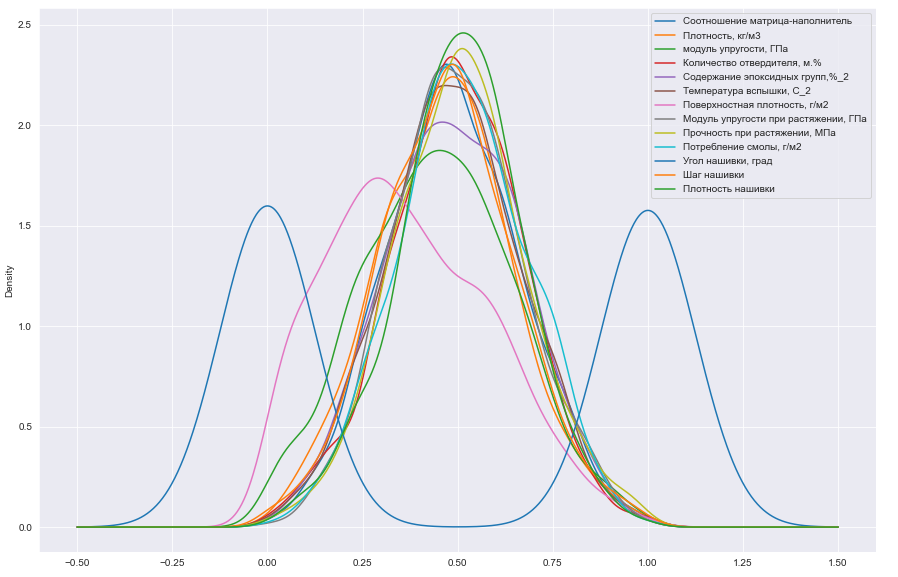 2.5
2.0
1.5
1.0
0.5
0.0
Density
−0.50
−0.25
0.00
0.25
0.50
0.75
1.00
1.25
1.50
Соотношение матрица-наполнитель
Плотность, кг/м3
модуль упругости, ГПа
Количество отвердителя, м.%
Содержание эпоксидных групп,%_2
Температура вспышки, С_2
Поверхностная плотность, г/м2
Модуль упругости при растяжении, ГПа
Прочность при растяжении, МПа
Потребление смолы, г/м2
Угол нашивки, град
Шаг нашивки
Плотность нашивки